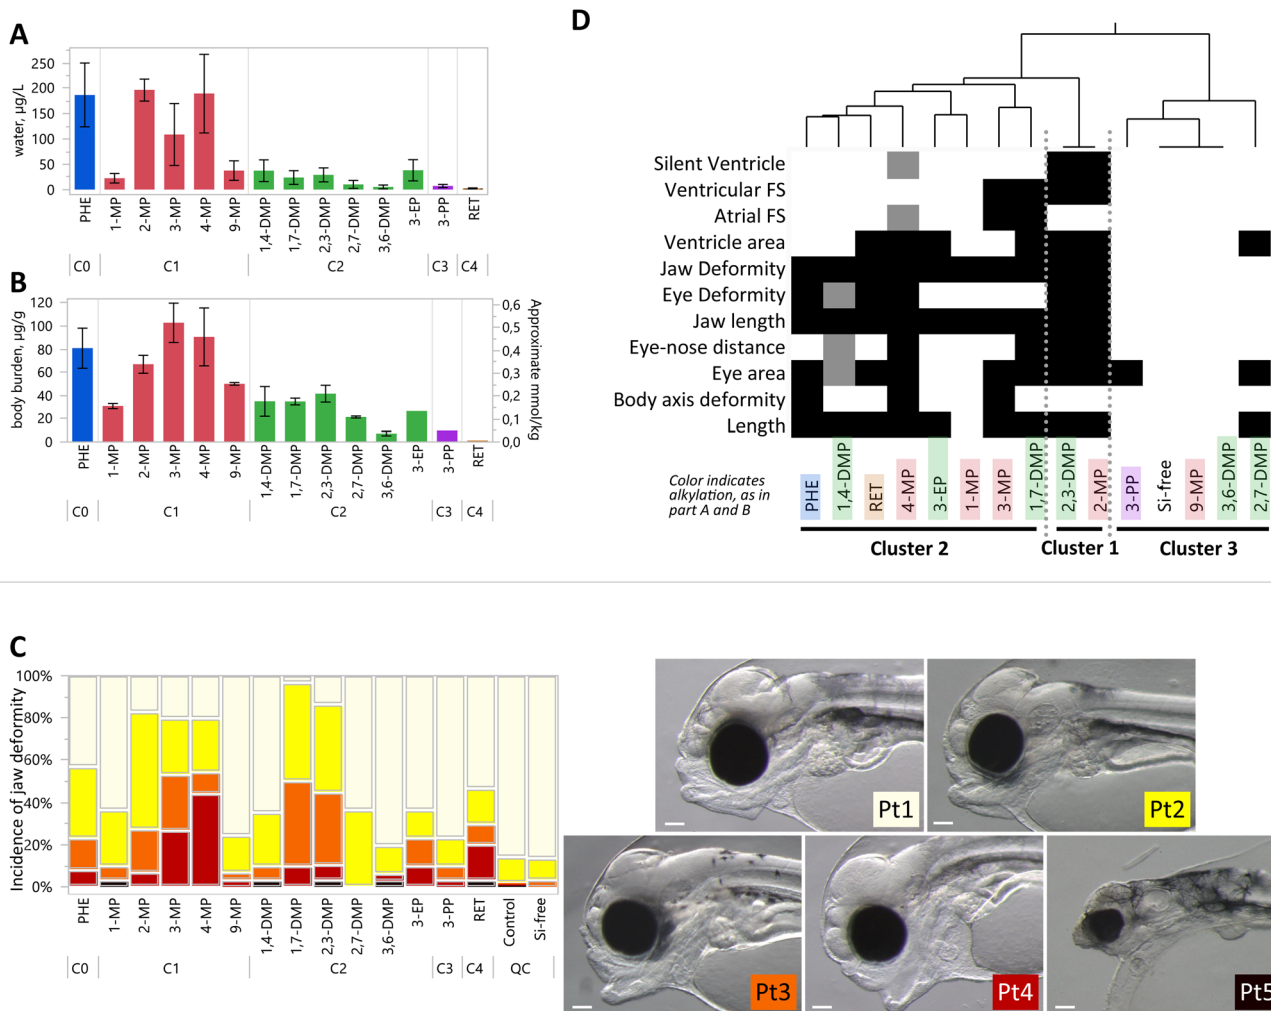 A
water, µg/L
250
200
150
100
50
0
PHE
1-MP
2-MP
3-MP
4-MP
9-MP
1,4-DMP
1,7-DMP
2,3-DMP
2,7-DMP
3,6-DMP
3-EP
3-PP
RET
C0
C1
C2
C3
C4
B
body burden, µg/g
120
100
80
60
40
20
0
0,6
0,5
0,4
0,3
0,2
0,1
0,0
Approximate mmol/kg
PHE
1-MP
2-MP
3-MP
4-MP
9-MP
1,4-DMP
1,7-DMP
2,3-DMP
2,7-DMP
3,6-DMP
3-EP
3-PP
RET
C0
C1
C2
C3
C4
D
Silent Ventricle
Ventricular FS
Atrial FS
Ventricle area
Jaw Deformity
Eye Deformity
Jaw length
Eye-nose distance
Eye area
Body axis deformity
Length
Color indicates
alkylation, as in
part A and B
PHE
1,4-DMP
RET
4-MP
3-EP
1-MP
3-MP
1,7-DMP
2,3-DMP
2-MP
3-PP
Si-free
9-MP
3,6-DMP
2,7-DMP
Cluster 2
Cluster 1
Cluster 3
C
Incidence of jaw deformity
100%
80%
60%
40%
20%
0%
PHE
1-MP
2-MP
3-MP
4-MP
9-MP
1,4-DMP
1,7-DMP
2,3-DMP
2,7-DMP
3,6-DMP
3-EP
3-PP
RET
Control
Si-free
C0
C1
C2
C3
C4
QC
Pt1
Pt2
Pt3
Pt4
Pt5